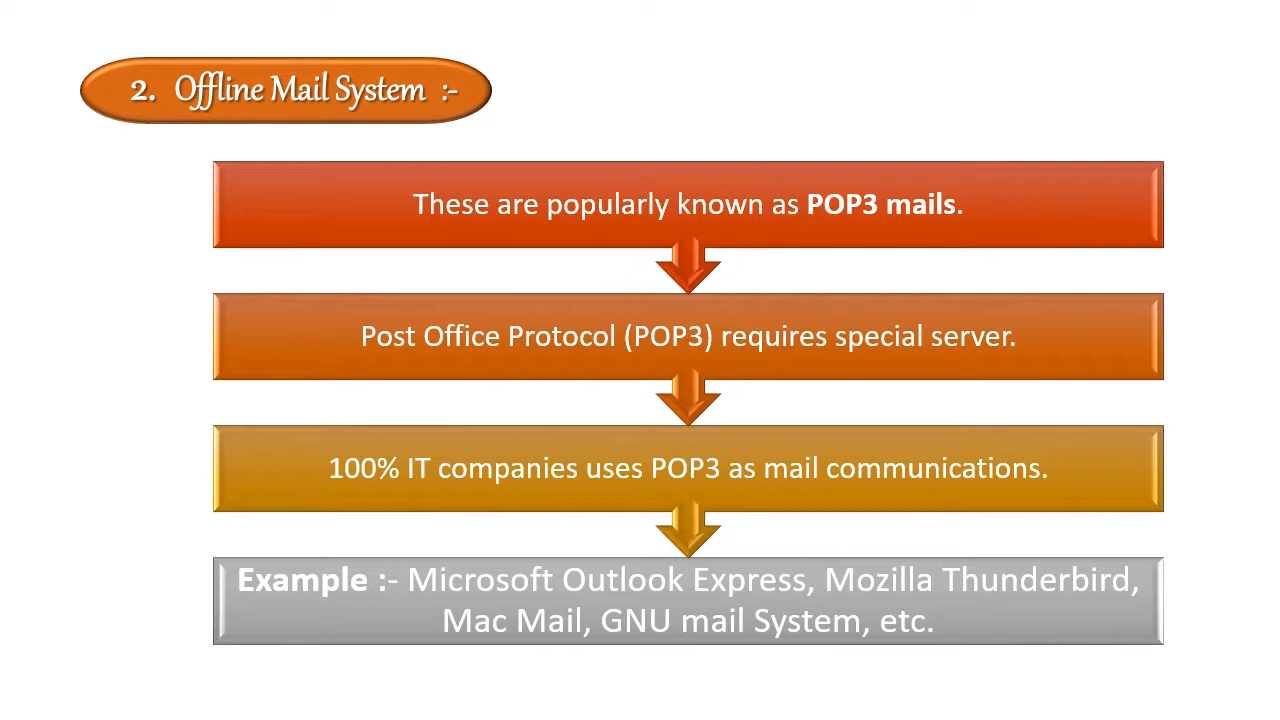 2. Offline Mail System :-
These are popularly known as POP3 mails.
Post Office Protocol (POP3) requires special server.
100% IT companies uses POP3 as mail communications.
Example :- Microsoft Outlook Express, Mozilla Thunderbird,
Mac Mail, GNU mail System, etc.